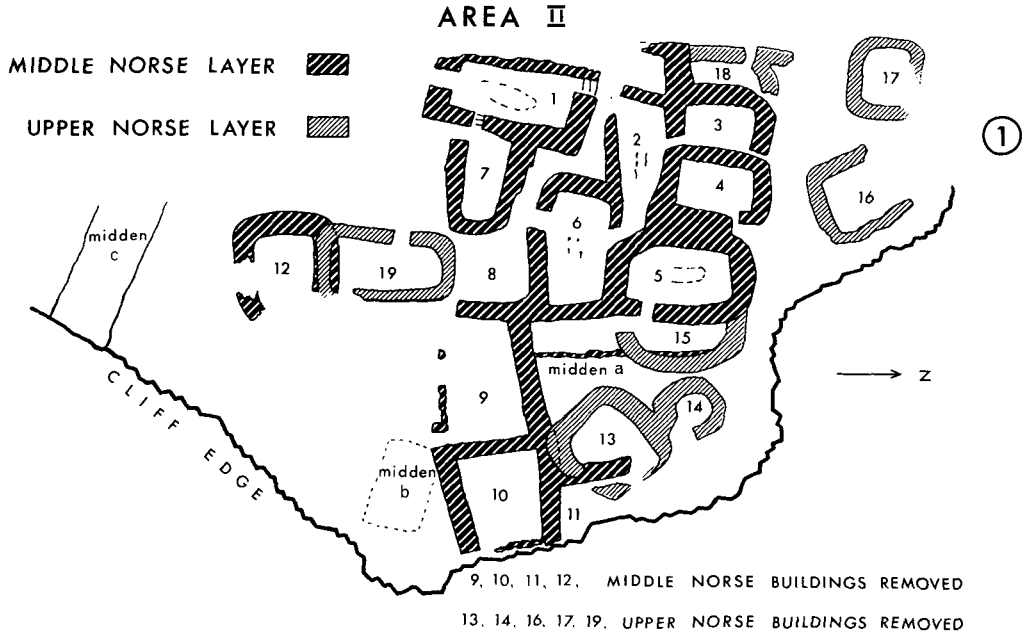 AREA II
MIDDLE NORSE LAYER
UPPER NORSE LAYER
1
18
17
1
3
2
7
4
16
6
midden
c
12
19
8
5
15
midden a
N
CLIFF EDGE
9
14
13
midden
b
10
11
9, 10, 11, 12, MIDDLE NORSE BUILDINGS REMOVED
13, 14, 16, 17, 19, UPPER NORSE BUILDINGS REMOVED